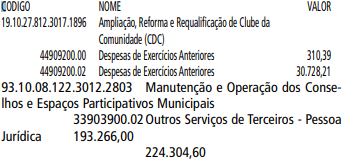 CODIGO NOME VALOR
19.10.27.812.3017.1896 Ampliação, Reforma e Requalificação de Clube da
Comunidade (CDC)
44909200.00 Despesas de Exercícios Anteriores 310,39
44909200.02 Despesas de Exercícios Anteriores 30.728,21
93.10.08.122.3012.2803 Manutenção e Operação dos Conse-
lhos e Espaços Participativos Municipais
33903900.02 Outros Serviços de Terceiros - Pessoa
Jurídica 193.266,00
224.304,60